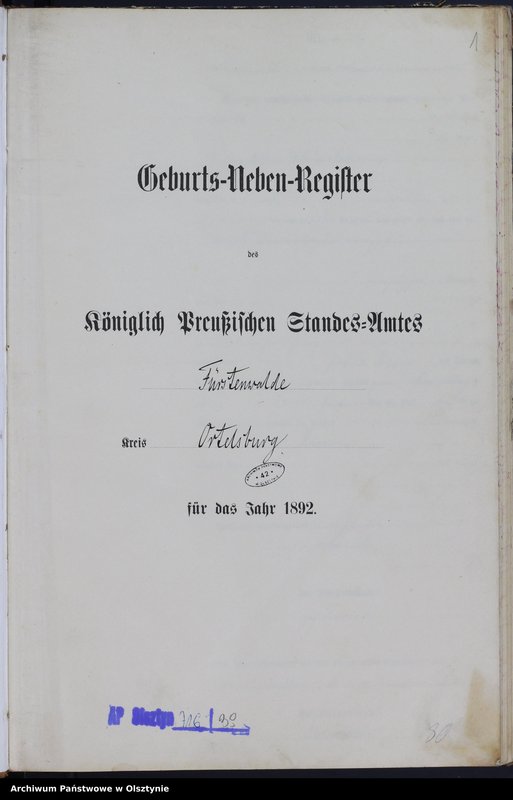 1
Geburts-Neben-Register
des
Königlich Preußischen Standes-Amtes
Fürstenwalde
Kreis Ortelsburg.
42
für das Jahr 1892.
AP Olsztyn
30
Archiwum Państwowe w Olsztynie